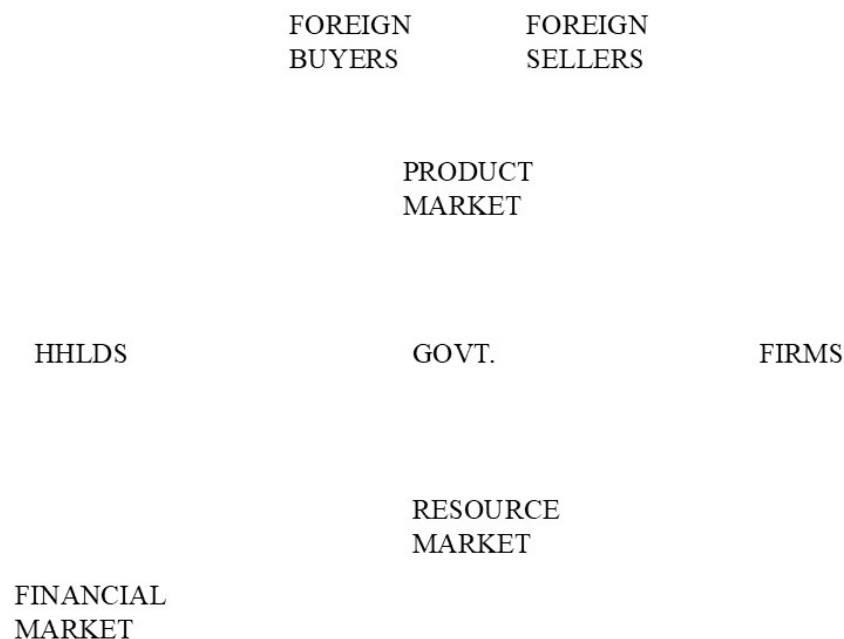 FOREIGN
BUYERS
FOREIGN
SELLERS
PRODUCT
MARKET
HHLDS
GOVT.
FIRMS
RESOURCE
MARKET
FINANCIAL
MARKET